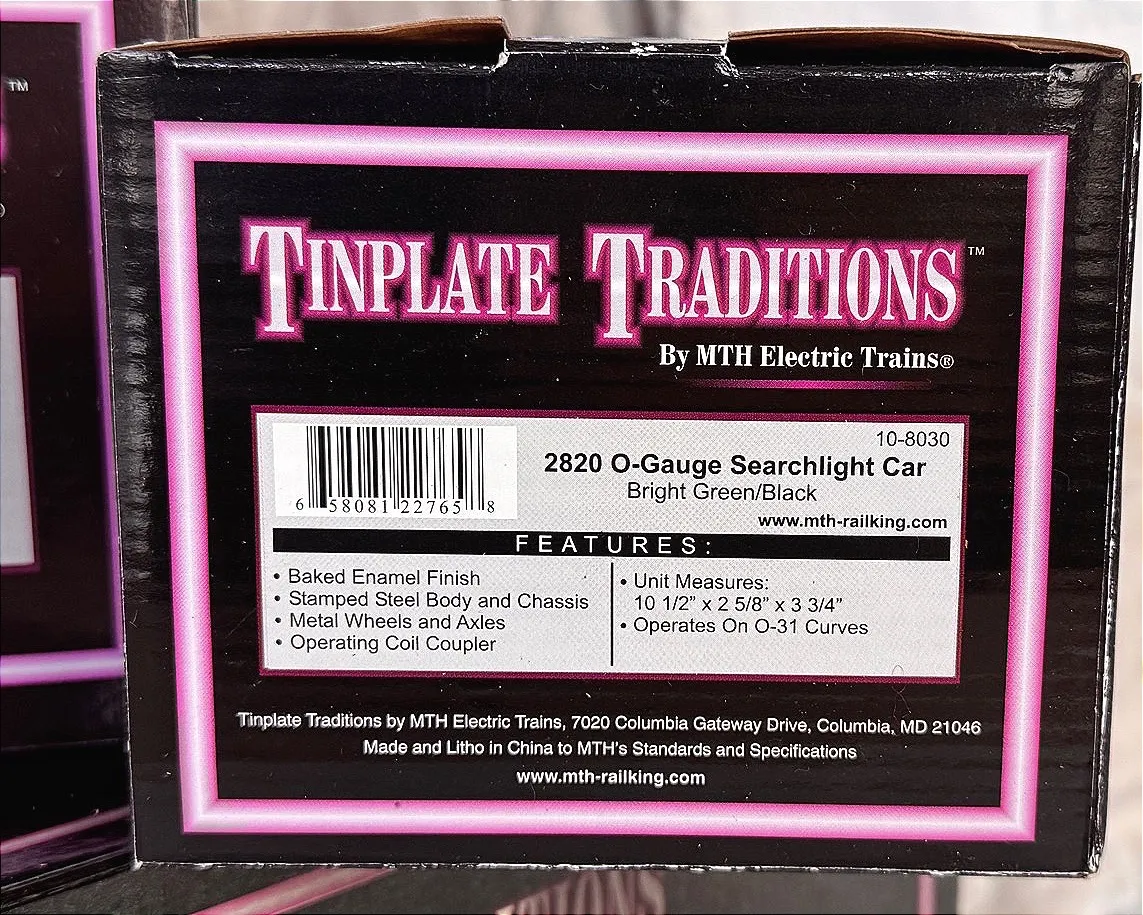 TM
TINPLATE TRADITIONS™
By MTH Electric Trains®
10-8030
2820 O-Gauge Searchlight Car
Bright Green/Black
6 58081 22765 8
www.mth-railking.com
FEATURES:
• Baked Enamel Finish
• Stamped Steel Body and Chassis
• Metal Wheels and Axles
• Operating Coil Coupler
• Unit Measures:
10 1/2” x 2 5/8” x 3 3/4”
• Operates On O-31 Curves
Tinplate Traditions by MTH Electric Trains, 7020 Columbia Gateway Drive, Columbia, MD 21046
Made and Litho in China to MTH's Standards and Specifications
www.mth-railking.com